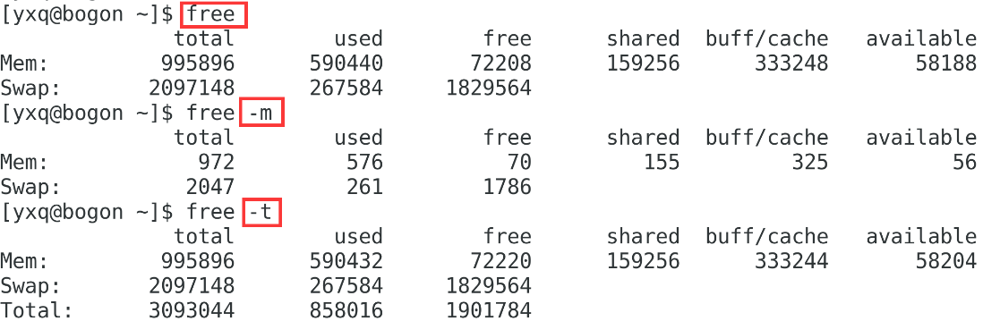 [yxq@bogon ~]$ free
              total        used        free      shared  buff/cache   available
Mem:         995896      590440       72208      159256      333248       58188
Swap:       2097148      267584     1829564
[yxq@bogon ~]$ free -m
              total        used        free      shared  buff/cache   available
Mem:            972         576          70         155         325          56
Swap:          2047         261        1786
[yxq@bogon ~]$ free -t
              total        used        free      shared  buff/cache   available
Mem:         995896      590432       72220      159256      333244       58204
Swap:       2097148      267584     1829564
Total:      3093044      858016     1901784